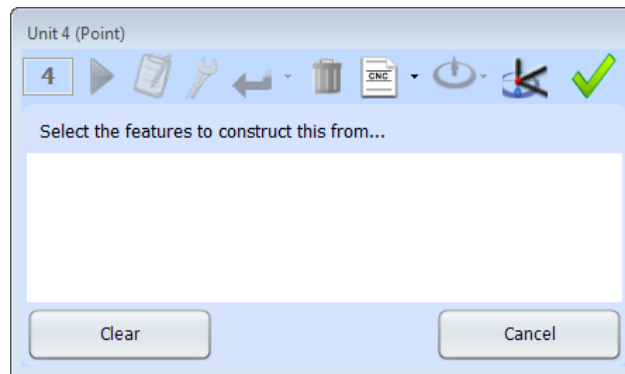 Unit 4 (Point)
4
CNC
Select the features to construct this from...
Clear
Cancel